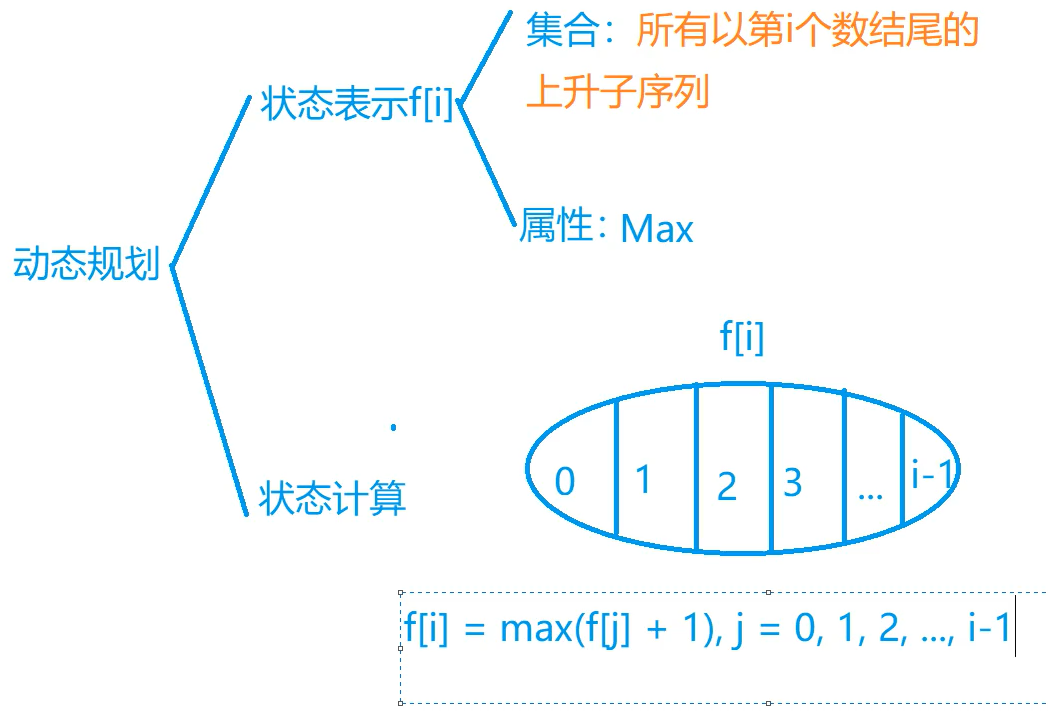 集合：所有以第i个数结尾的
上升子序列
状态表示f[i]
属性：Max
动态规划
f[i]
0 1 2 3 ... i-1
状态计算
f[i] = max(f[j] + 1), j = 0, 1, 2, ..., i-1